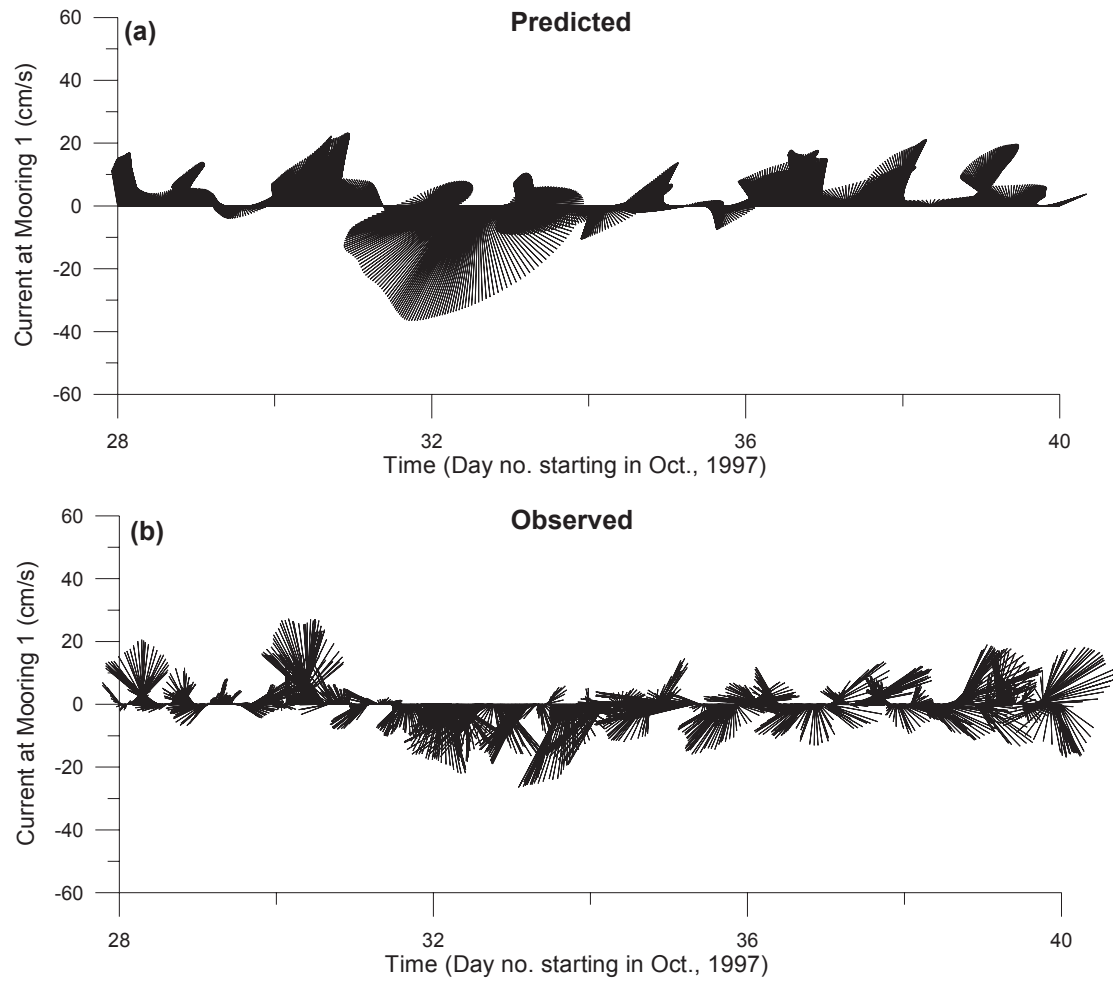 Predicted
(a)
60
40
20
0
-20
-40
-60
Current at Mooring 1 (cm/s)
28
32
36
40
Time (Day no. starting in Oct., 1997)
Observed
(b)
60
40
20
0
-20
-40
-60
Current at Mooring 1 (cm/s)
28
32
36
40
Time (Day no. starting in Oct., 1997)